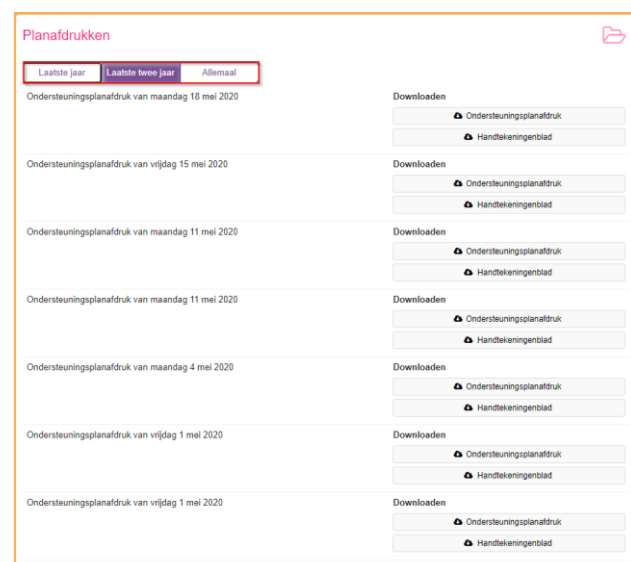 Planafdrukken
Laatste jaar Laatste twee jaar Allemaal
Ondersteuningsplanafdruk van maandag 18 mei 2020 Downloaden
Ondersteuningsplanafdruk
Handtekeningenblad
Ondersteuningsplanafdruk van vrijdag 15 mei 2020 Downloaden
Ondersteuningsplanafdruk
Handtekeningenblad
Ondersteuningsplanafdruk van maandag 11 mei 2020 Downloaden
Ondersteuningsplanafdruk
Handtekeningenblad
Ondersteuningsplanafdruk van maandag 11 mei 2020 Downloaden
Ondersteuningsplanafdruk
Handtekeningenblad
Ondersteuningsplanafdruk van maandag 4 mei 2020 Downloaden
Ondersteuningsplanafdruk
Handtekeningenblad
Ondersteuningsplanafdruk van vrijdag 1 mei 2020 Downloaden
Ondersteuningsplanafdruk
Handtekeningenblad
Ondersteuningsplanafdruk van vrijdag 1 mei 2020 Downloaden
Ondersteuningsplanafdruk
Handtekeningenblad